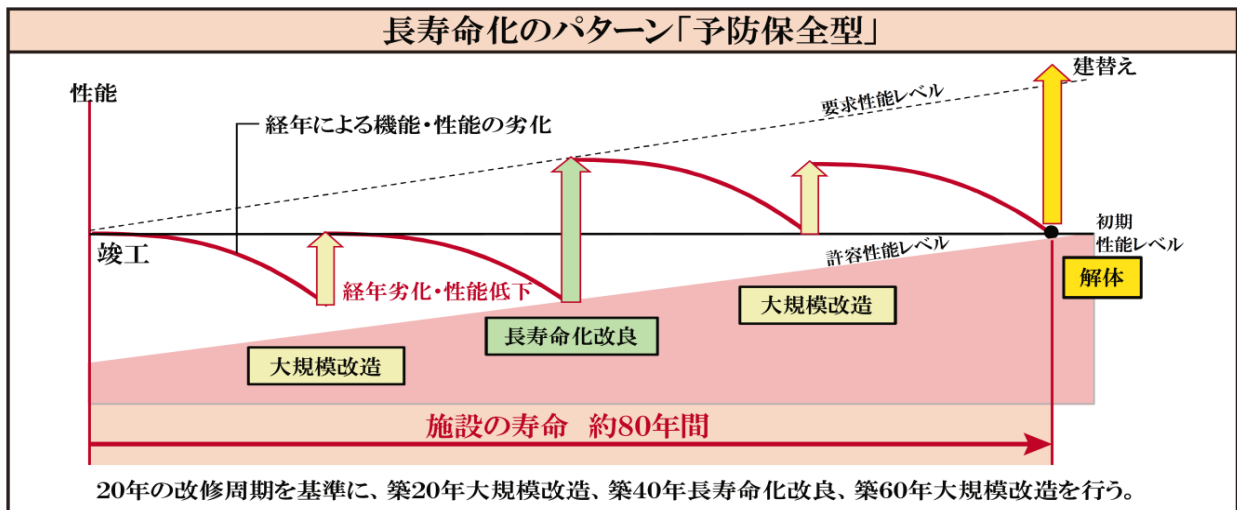 長寿命化のパターン「予防保全型」
性能
建替え
要求性能レベル
経年による機能・性能の劣化
竣工
初期
性能レベル
許容性能レベル
経年劣化・性能低下
解体
大規模改造
長寿命化改良
大規模改造
施設の寿命 約80年間
20年の改修周期を基準に、築20年大規模改造、築40年長寿命化改良、築60年大規模改造を行う。